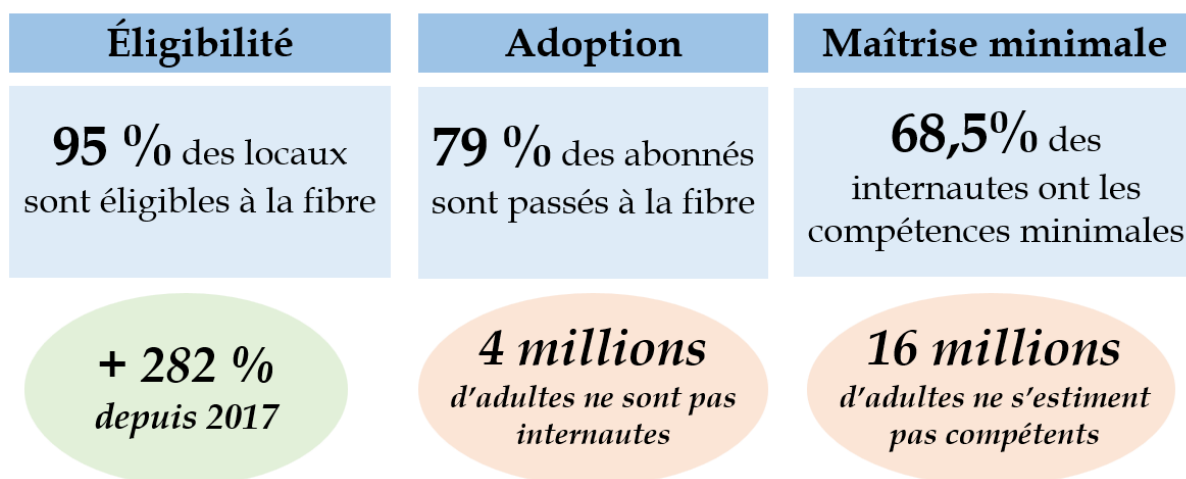 Éligibilité
95 % des locaux
sont éligibles à la fibre
+ 282 %
depuis 2017
Adoption
79 % des abonnés
sont passés à la fibre
4 millions
d'adultes ne sont pas
internautes
Maîtrise minimale
68,5% des
internautes ont les
compétences minimales
16 millions
d'adultes ne s'estiment
pas compétents